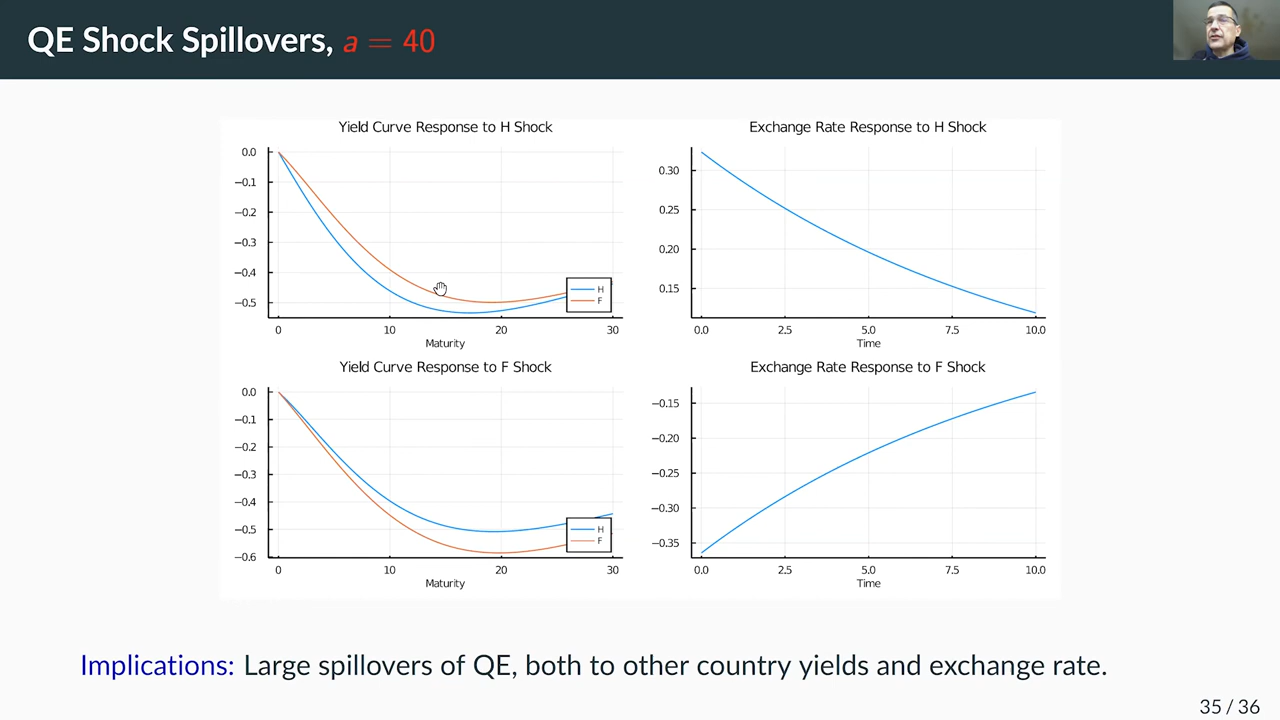 QE Shock Spillovers, a = 40
Yield Curve Response to H Shock
0.0
−0.1
−0.2
−0.3
−0.4
−0.5
0
10
20
30
Maturity
H
F
Exchange Rate Response to H Shock
0.30
0.25
0.20
0.15
0.0
2.5
5.0
7.5
10.0
Time
Yield Curve Response to F Shock
0.0
−0.1
−0.2
−0.3
−0.4
−0.5
−0.6
0
10
20
30
Maturity
H
F
Exchange Rate Response to F Shock
−0.15
−0.20
−0.25
−0.30
−0.35
0.0
2.5
5.0
7.5
10.0
Time
Implications: Large spillovers of QE, both to other country yields and exchange rate.
35 / 36